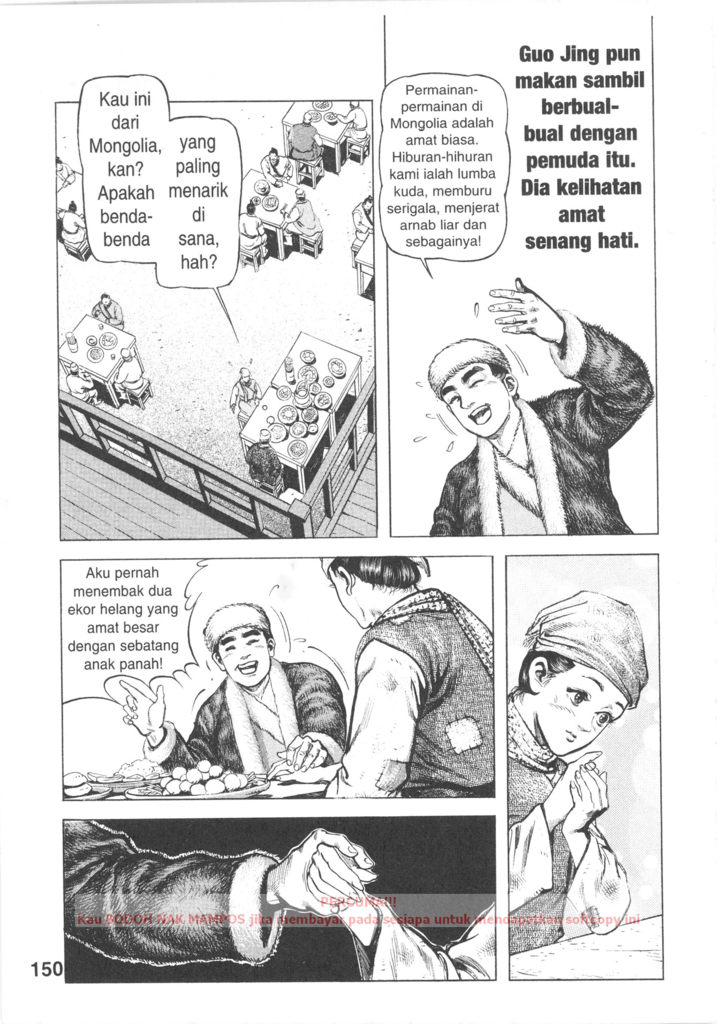 Kau ini
dari
Mongolia,
kan?
Apakah
benda-
benda
yang
paling
menarik
di
sana,
hah?
Permainan-
permainan di
Mongolia adalah
amat biasa.
Hiburan-hihuran
kami ialah lumba
kuda, memburu
serigala, menjerat
arnab liar dan
sebagainya!
Guo Jing pun
makan sambil
berbual-
bual dengan
pemuda itu.
Dia kelihatan
amat
senang hati.
Aku pernah
menembak dua
ekor helang yang
amat besar
dengan sebatang
anak panah!
PERCUMA!!!
Kau BODOH NAK MAMPOS jika membayar pada sesiapa untuk mendapatkan softcopy ini
150